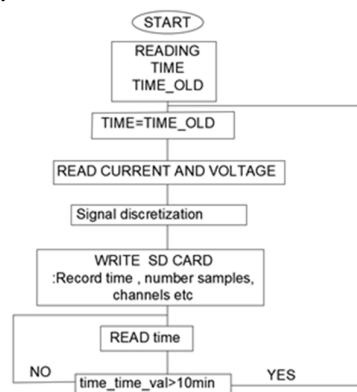 START
READING
TIME
TIME_OLD
TIME=TIME_OLD
READ CURRENT AND VOLTAGE
Signal discretization
WRITE SD CARD
:Record time , number samples,
channels etc
READ time
NO
YES
time_time_val>10min